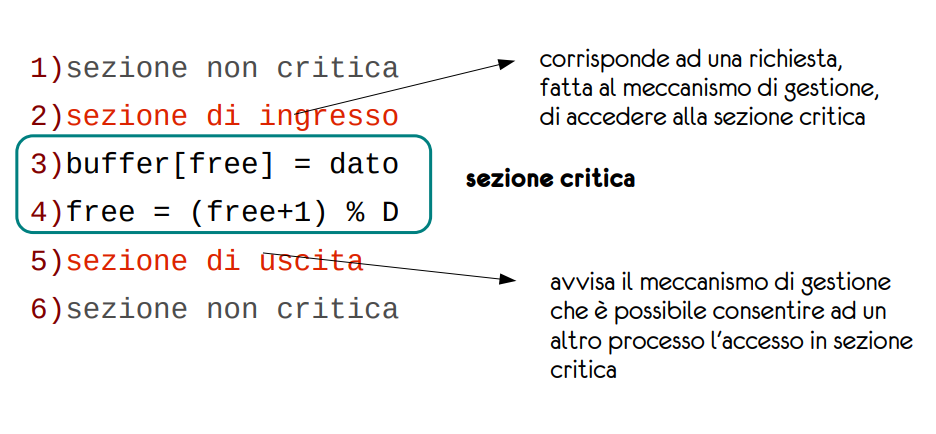 1)sezione non critica
2)sezione di ingresso
3)buffer[free] = dato
4)free = (free+1) % D
5)sezione di uscita
6)sezione non critica
corrisponde ad una richiesta,
fatta al meccanismo di gestione,
di accedere alla sezione critica
sezione critica
avvisa il meccanismo di gestione
che è possibile consentire ad un
altro processo l'accesso in sezione
critica